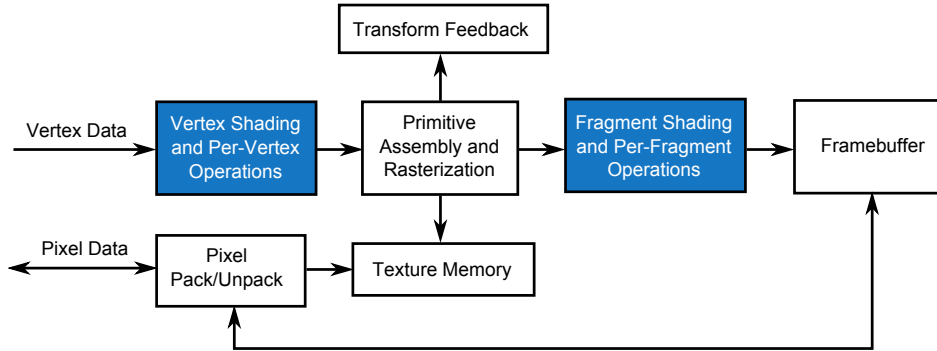 Transform Feedback
Vertex Data
Vertex Shading
and Per-Vertex
Operations
Primitive
Assembly and
Rasterization
Fragment Shading
and Per-Fragment
Operations
Framebuffer
Pixel Data
Pixel
Pack/Unpack
Texture Memory